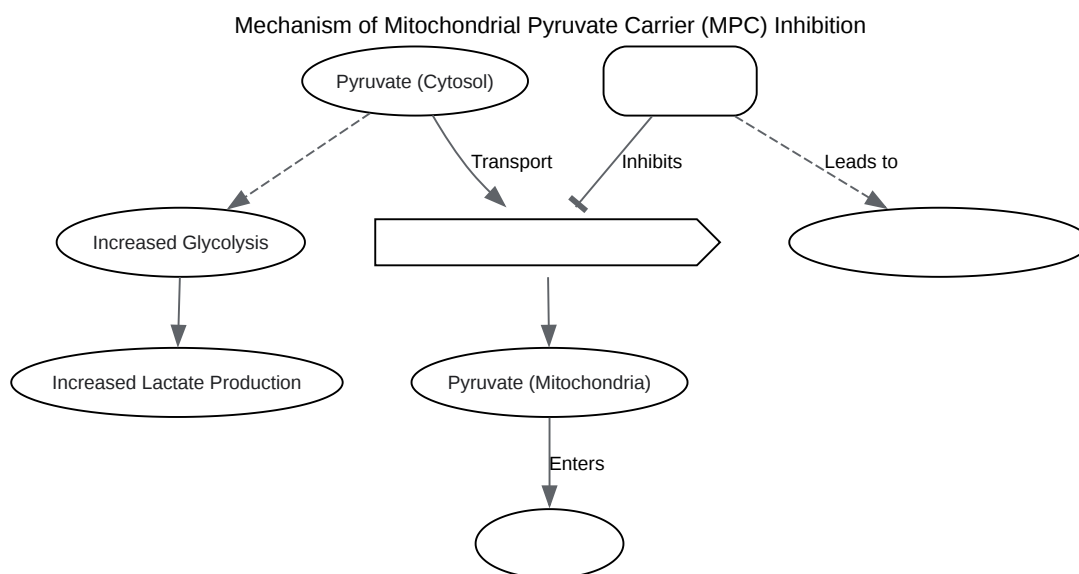 Mechanism of Mitochondrial Pyruvate Carrier (MPC) Inhibition
Pyruvate (Cytosol)
Transport
Inhibits
Leads to
Increased Glycolysis
Increased Lactate Production
Pyruvate (Mitochondria)
Enters